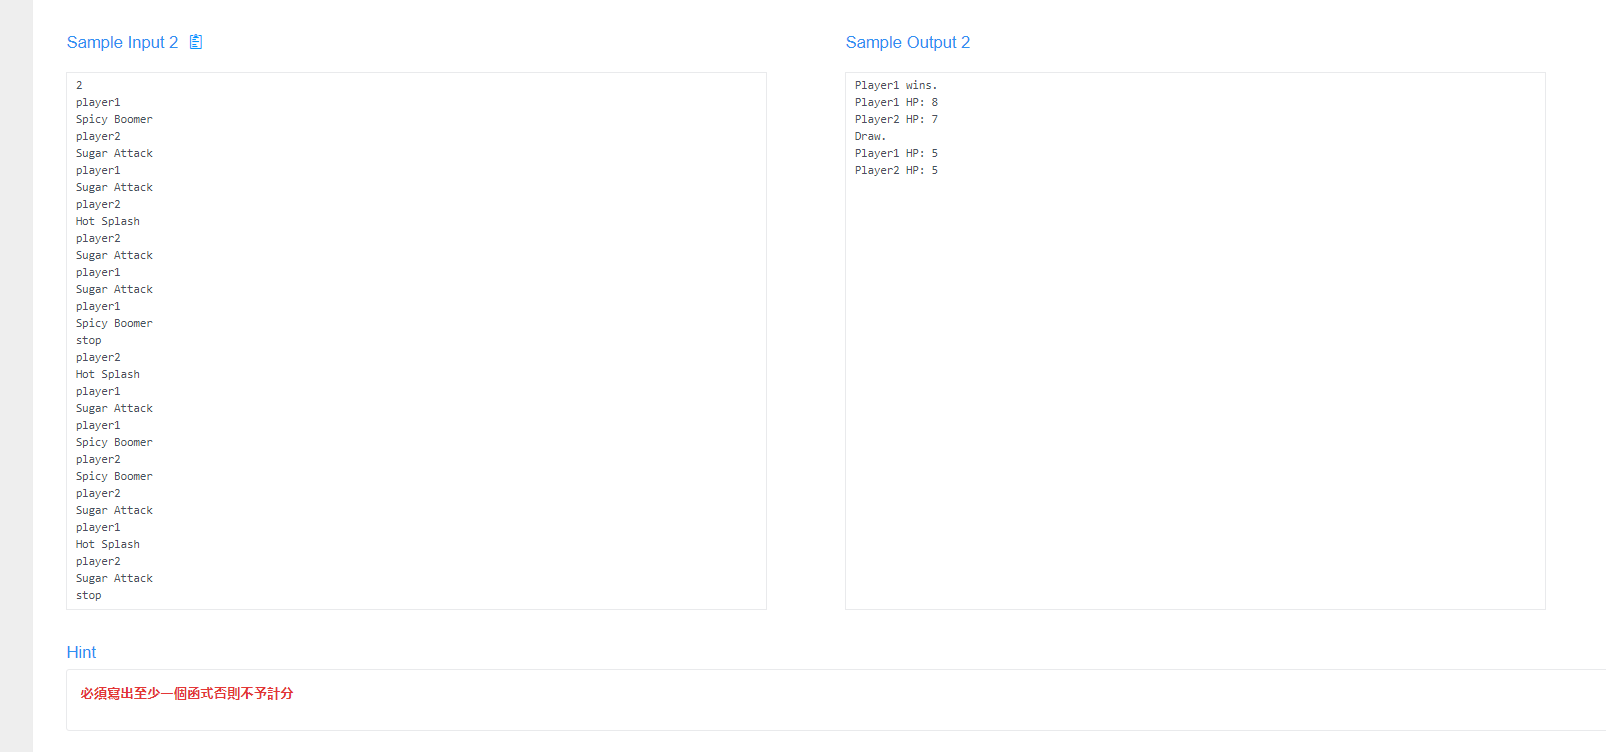 Sample Input 2
2
player1
Spicy Boomer
player2
Sugar Attack
player1
Sugar Attack
player2
Hot Splash
player2
Sugar Attack
player1
Sugar Attack
player1
Spicy Boomer
stop
player2
Hot Splash
player1
Sugar Attack
player1
Spicy Boomer
player2
Spicy Boomer
player2
Sugar Attack
player1
Hot Splash
player2
Sugar Attack
stop
Sample Output 2
Player1 wins.
Player1 HP: 8
Player2 HP: 7
Draw.
Player1 HP: 5
Player2 HP: 5
Hint
必須寫出至少一個函式否則不予計分